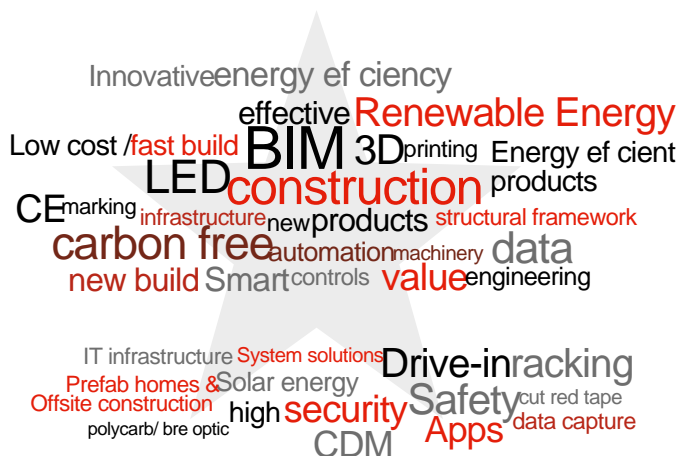 Innovative energy ef ciency
effective Renewable Energy
Low cost / fast build BIM 3D printing Energy ef cient
LED construction products
CE marking infrastructure new products structural framework
carbon free automation machinery data
new build Smart controls value engineering
IT infrastructure System solutions Drive-in racking
Prefab homes & Solar energy
Offsite construction high security Safety cut red tape
polycarb/ bre optic CDM Apps data capture